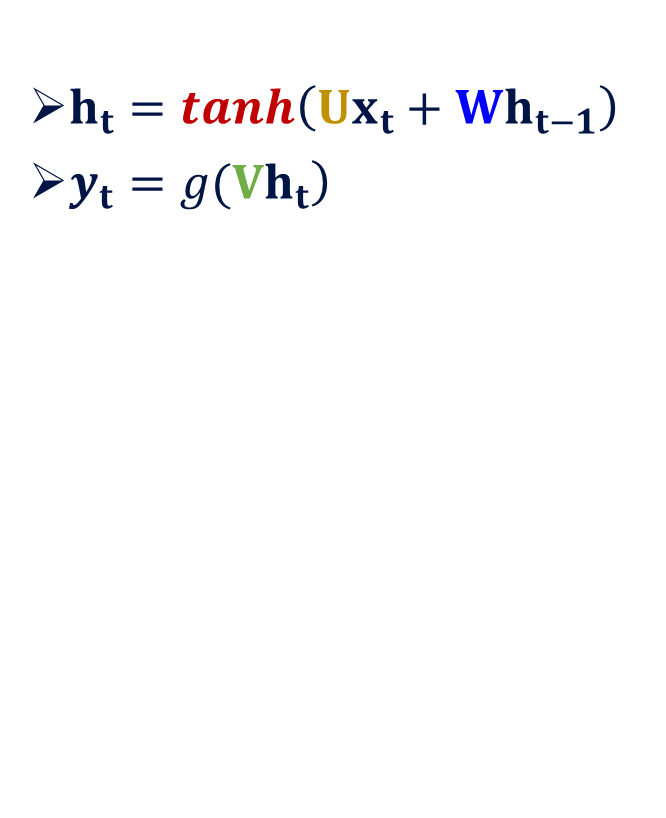 ➢ 𝐡ₜ = tanh(Uxₜ + Whₜ₋₁)
➢ yₜ = g(Vhₜ)